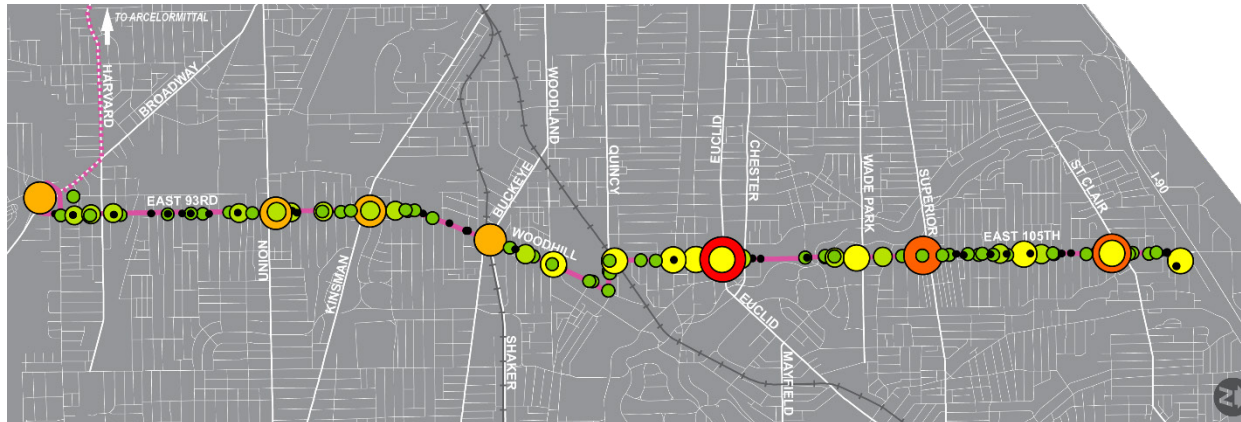 TO ARCELORMITTAL
HARVARD
BROADWAY
EAST 93RD
UNION
KINSMAN
SHAKER
BUCKEYE
WOODHILL
WOODLAND
QUINCY
EUCLID
CHESTER
EUCLID
MAYFIELD
WADE PARK
SUPERIOR
EAST 105TH
ST CLAIR
I-90
N